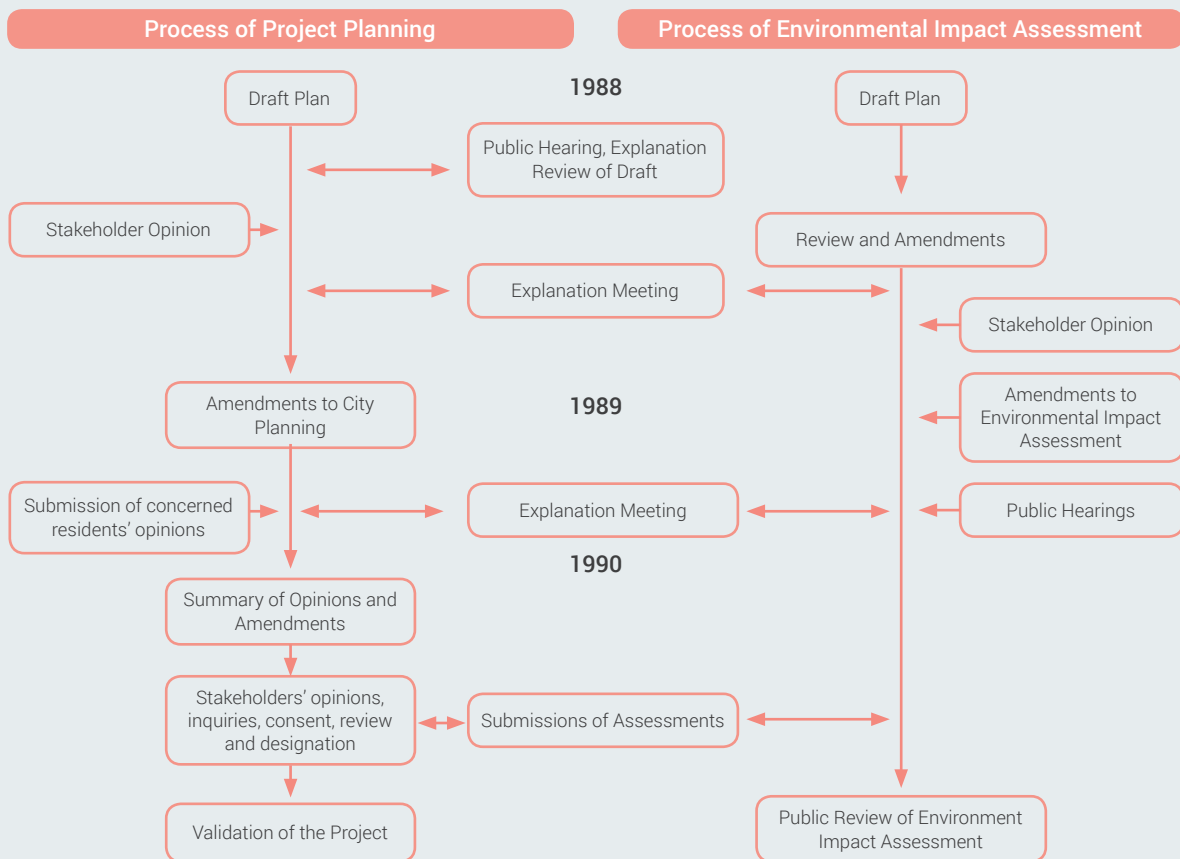 Process of Project Planning
Process of Environmental Impact Assessment
1988
Draft Plan
Draft Plan
Public Hearing, Explanation
Review of Draft
Stakeholder Opinion
Review and Amendments
Explanation Meeting
Stakeholder Opinion
Amendments to City
Planning
1989
Amendments to
Environmental Impact
Assessment
Submission of concerned
residents’ opinions
Explanation Meeting
Public Hearings
1990
Summary of Opinions and
Amendments
Stakeholders’ opinions,
inquiries, consent, review
and designation
Submissions of Assessments
Validation of the Project
Public Review of Environment
Impact Assessment